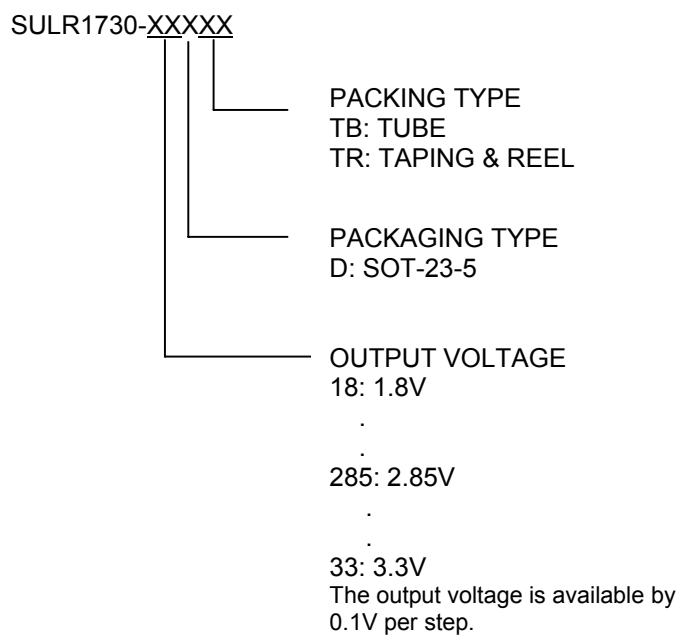 SULR1730-XXXXX
PACKING TYPE
TB: TUBE
TR: TAPING & REEL
PACKAGING TYPE
D: SOT-23-5
OUTPUT VOLTAGE
18: 1.8V
.
.
285: 2.85V
.
.
33: 3.3V
The output voltage is available by
0.1V per step.